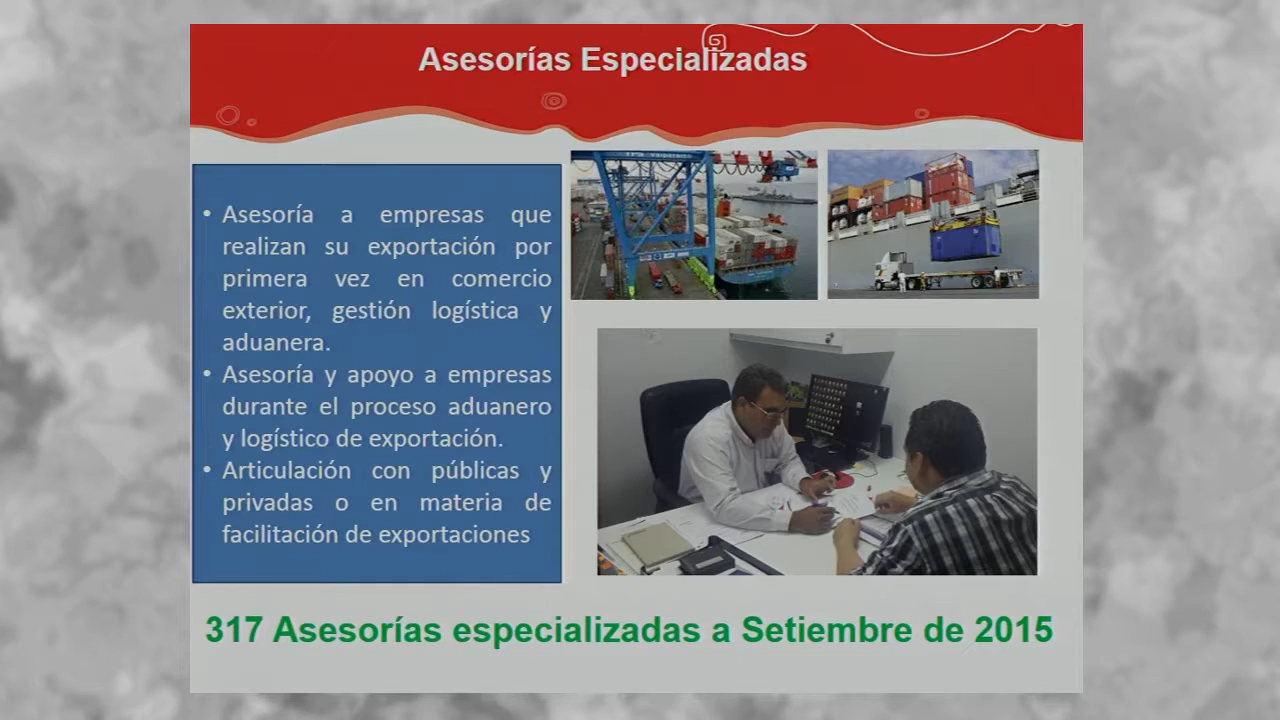 Asesorías Especializadas
• Asesoría a empresas que
realizan su exportación por
primera vez en comercio
exterior, gestión logística y
aduanera.
• Asesoría y apoyo a empresas
durante el proceso aduanero
y logístico de exportación.
• Articulación con públicas y
privadas o en materia de
facilitación de exportaciones
317 Asesorías especializadas a Setiembre de 2015